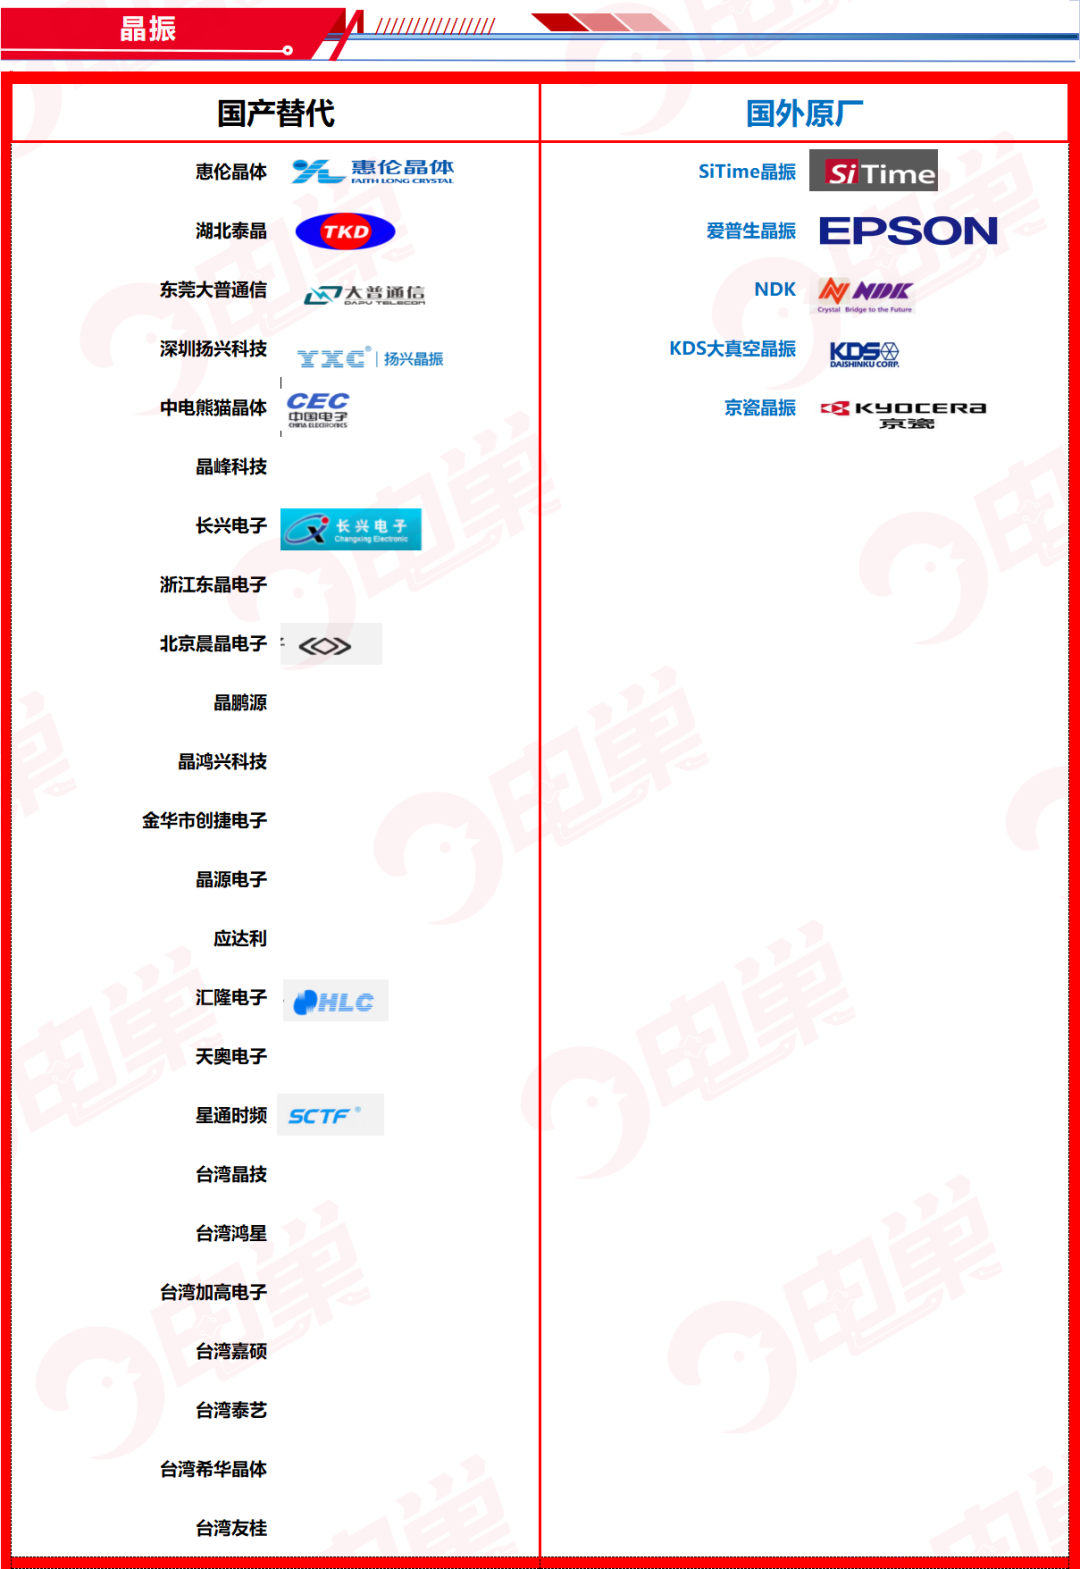 晶振
国产替代
国外原厂
惠伦晶体 惠伦晶体 FAITH LONG CRYSTAL
SiTime晶振 SiTime
湖北泰晶 TKD
爱普生晶振 EPSON
东莞大普通信 大普通信 DAPU TELECOM
NDK NDK Crystal Bridge to the Future
深圳扬兴科技 YXC® 扬兴晶振
KDS大真空晶振 KDS DAISHINKU CORP.
中电熊猫晶体 CEC 中国电子 CHINA ELECTRONICS
京瓷晶振 KYOCERA 京瓷
晶峰科技
长兴电子 长兴电子 Changxing Electronic
浙江东晶电子
北京晨晶电子
晶鹏源
晶鸿兴科技
金华市创捷电子
晶源电子
应达利
汇隆电子 HLC
天奥电子
星通时频 SCTF®
台湾晶技
台湾鸿星
台湾加高电子
台湾嘉硕
台湾泰艺
台湾希华晶体
台湾友桂
电巢